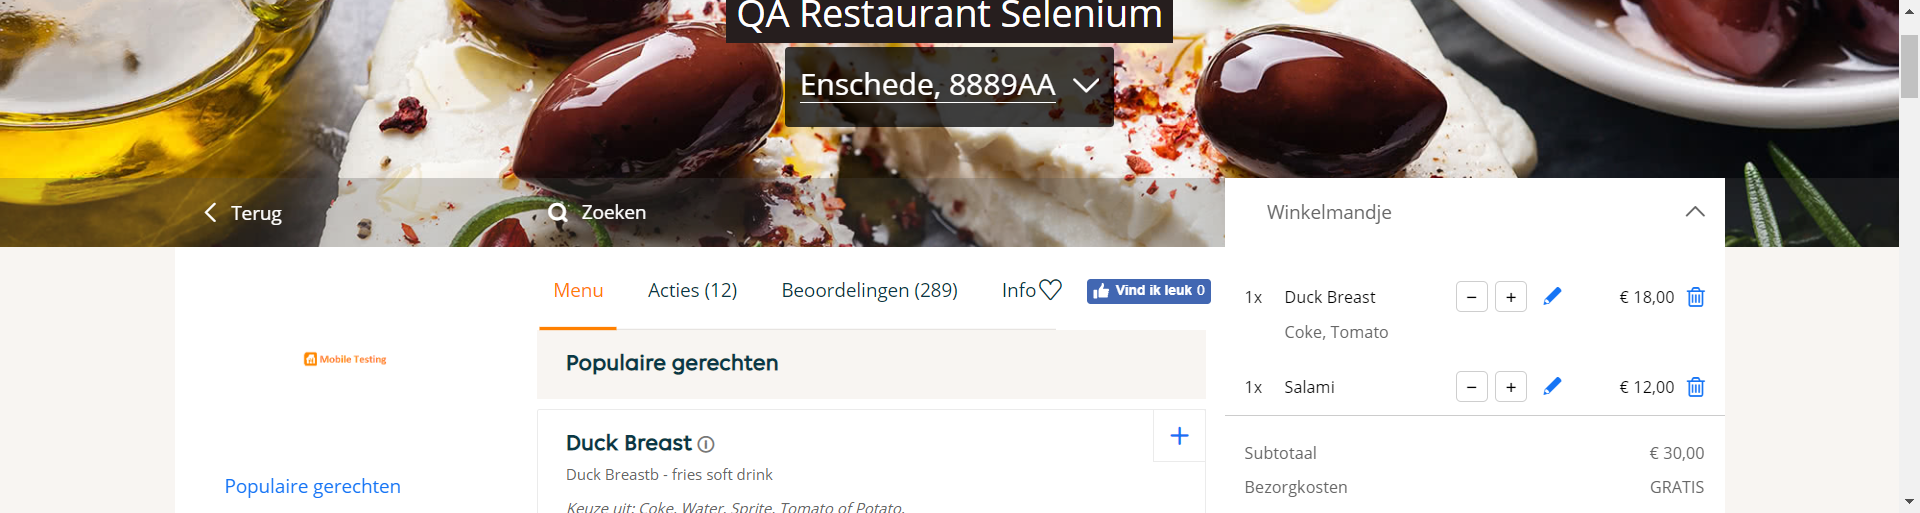 QA Restaurant Selenium
Enschede, 8889AA
Terug
Zoeken
Winkelmandje
Menu
Acties (12)
Beoordelingen (289)
Info
Vind ik leuk 0
Mobile Testing
Populaire gerechten
Populaire gerechten
Duck Breast
Duck Breastb - fries soft drink
Keuze uit: Coke, Water, Sprite, Tomato of Potato.
1x Duck Breast − + € 18,00
Coke, Tomato
1x Salami − + € 12,00
Subtotaal € 30,00
Bezorgkosten GRATIS